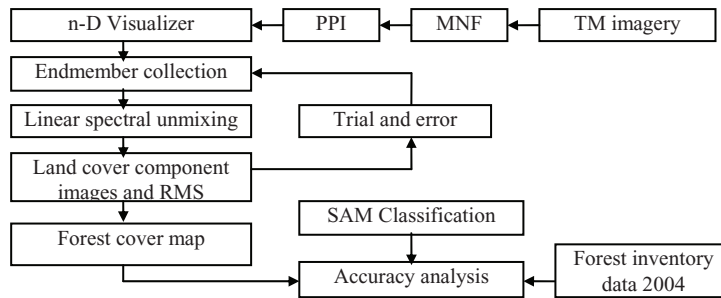 n-D Visualizer
PPI
MNF
TM imagery
Endmember collection
Linear spectral unmixing
Trial and error
Land cover component
images and RMS
SAM Classification
Forest cover map
Forest inventory
data 2004
Accuracy analysis